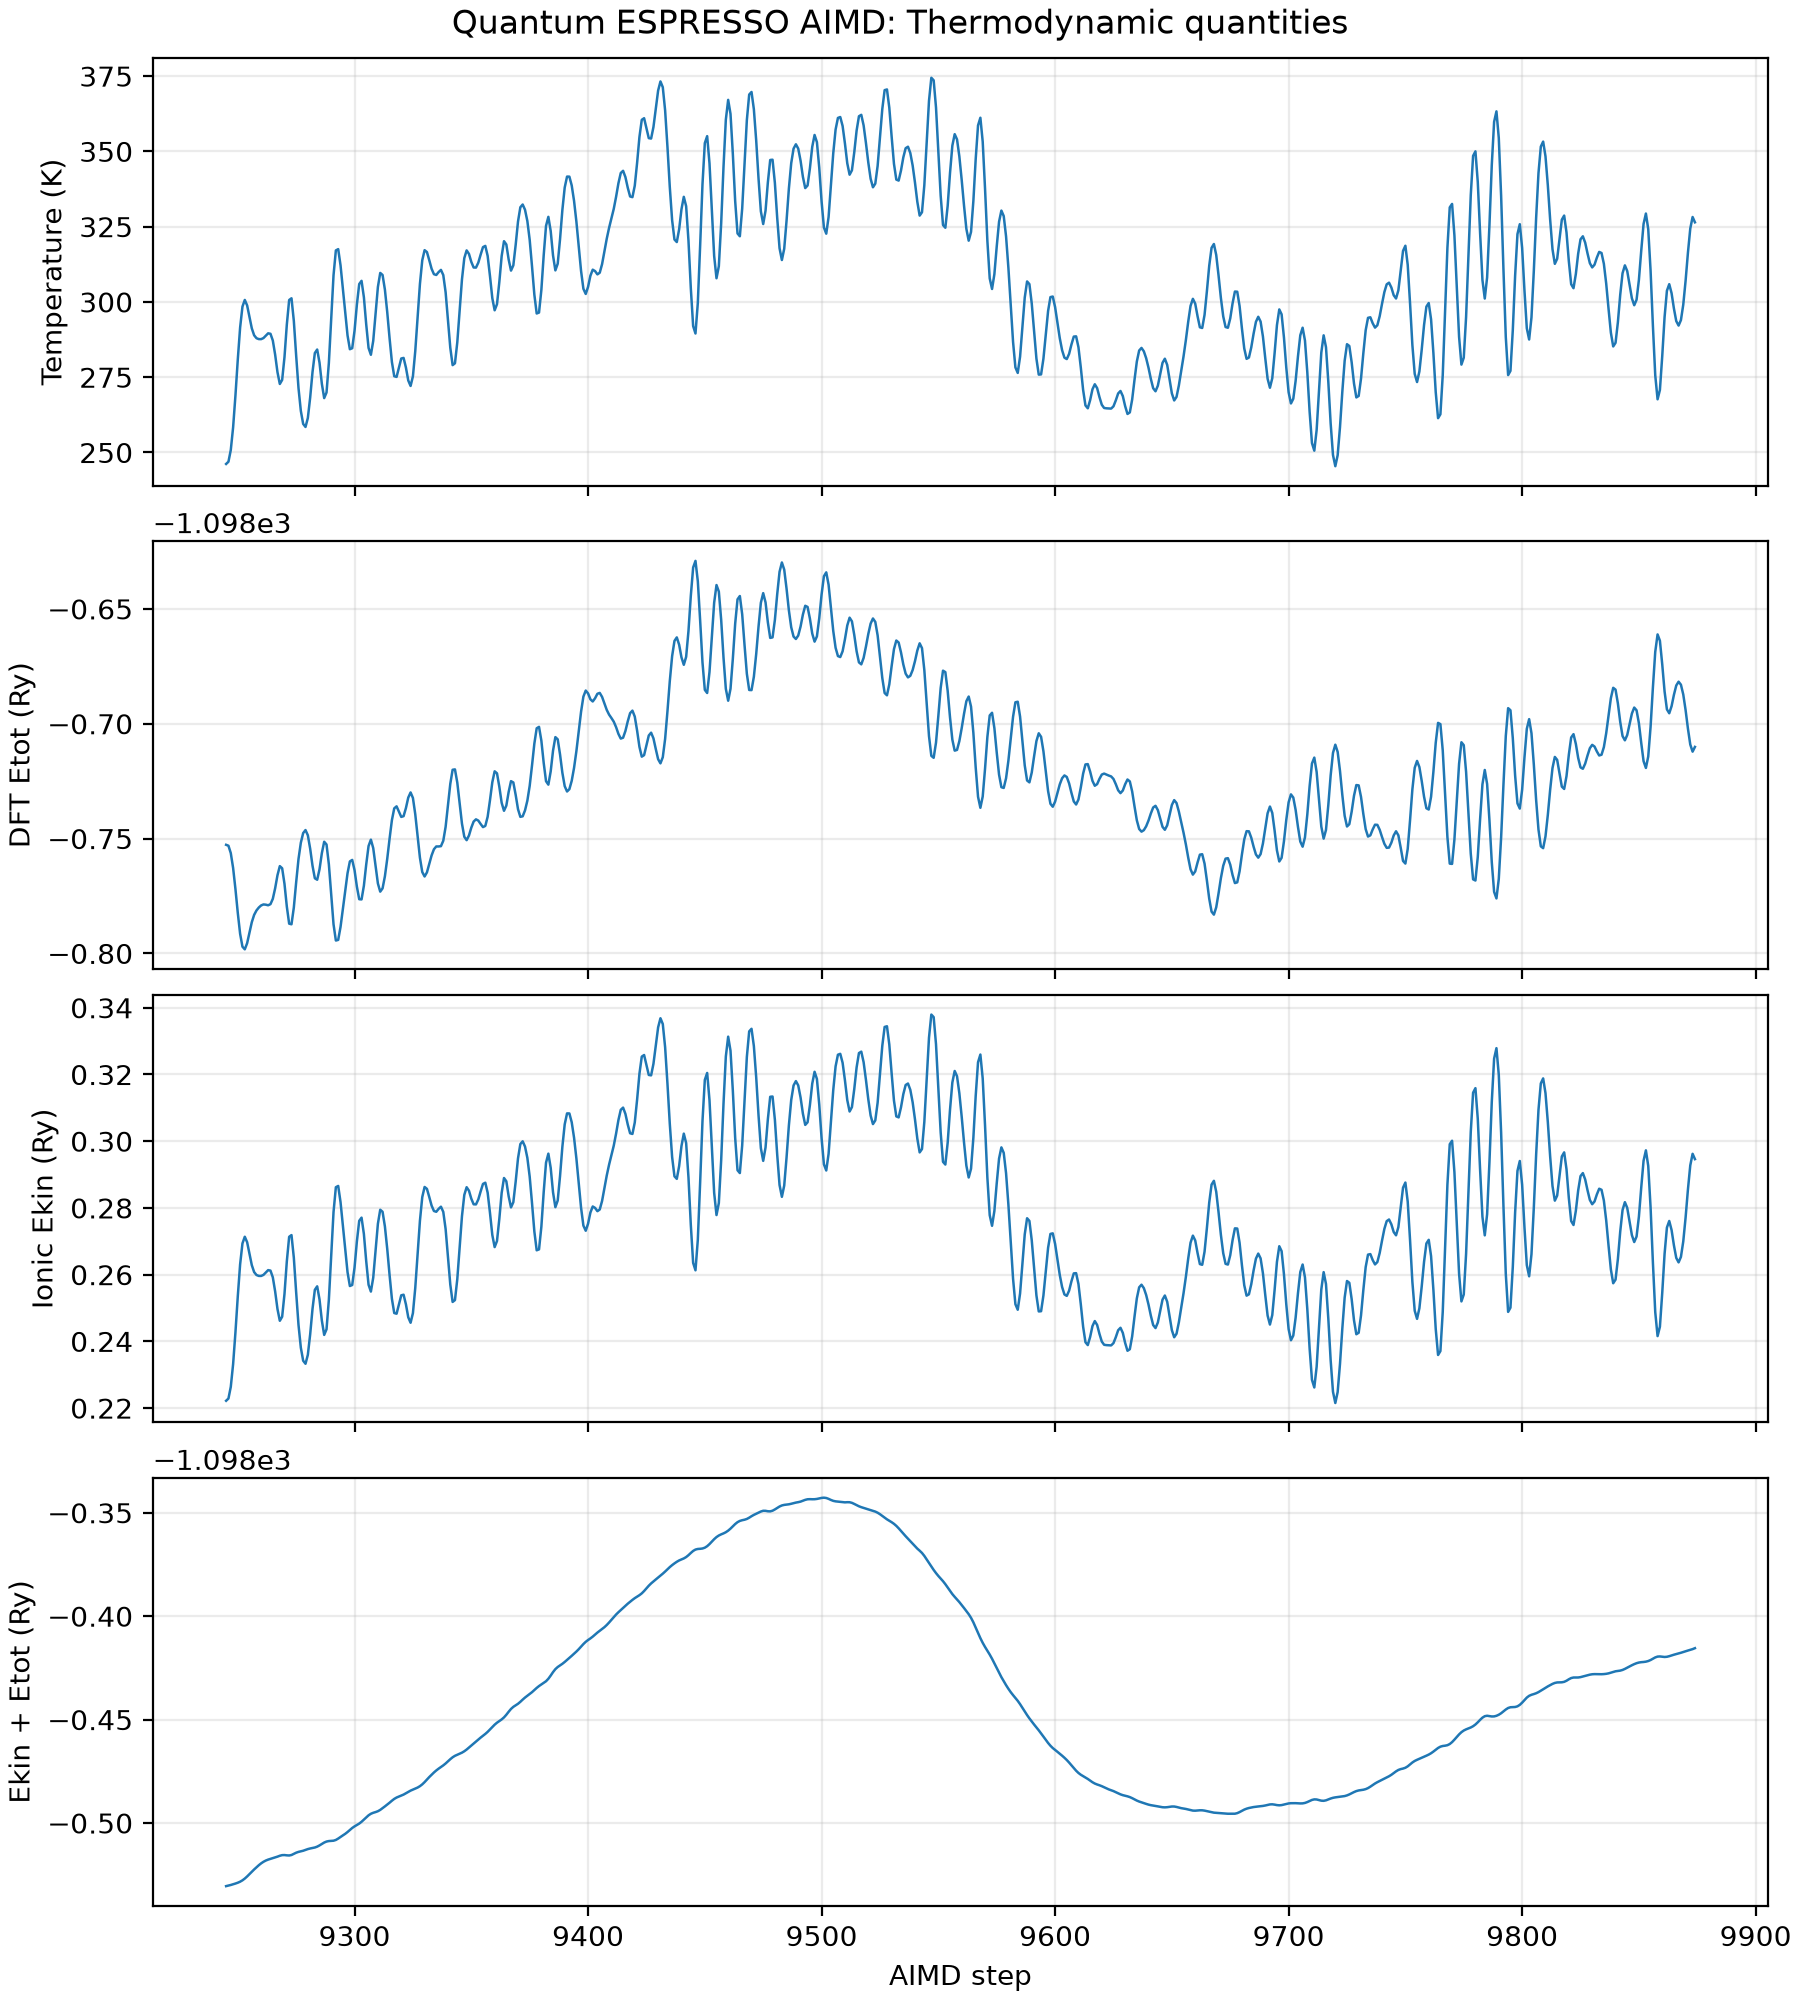 Quantum ESPRESSO AIMD: Thermodynamic quantities
375
350
325
300
275
250
Temperature (K)
−1.098e3
−0.65
−0.70
−0.75
−0.80
DFT Etot (Ry)
0.34
0.32
0.30
0.28
0.26
0.24
0.22
Ionic Ekin (Ry)
−1.098e3
−0.35
−0.40
−0.45
−0.50
Ekin + Etot (Ry)
9300 9400 9500 9600 9700 9800 9900
AIMD step